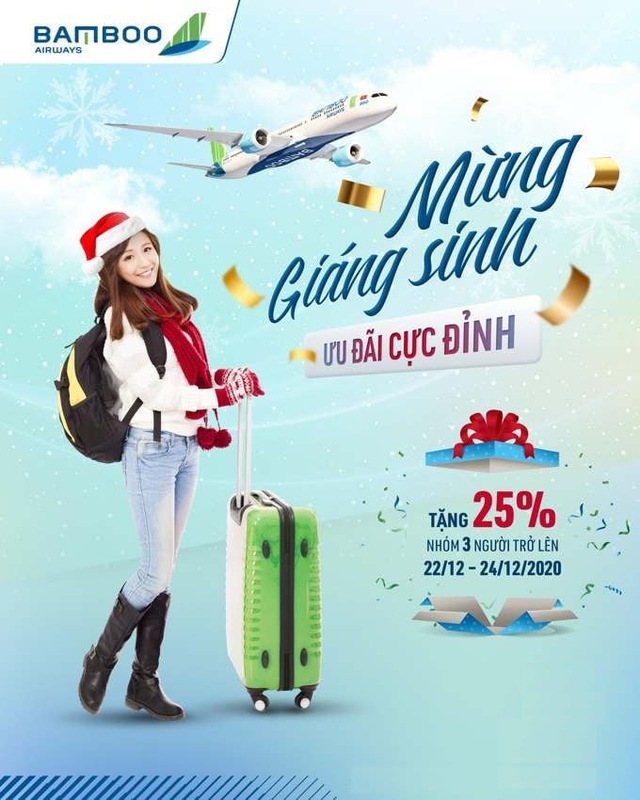 BAMBOO
AIRWAYS
Mừng
Giáng sinh
ƯU ĐÃI CỰC ĐỈNH
TẶNG 25%
NHÓM 3 NGƯỜI TRỞ LÊN
22/12 – 24/12/2020